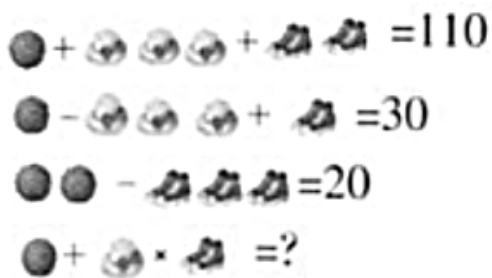 + + =110
- + =30
- =20
+ · =?